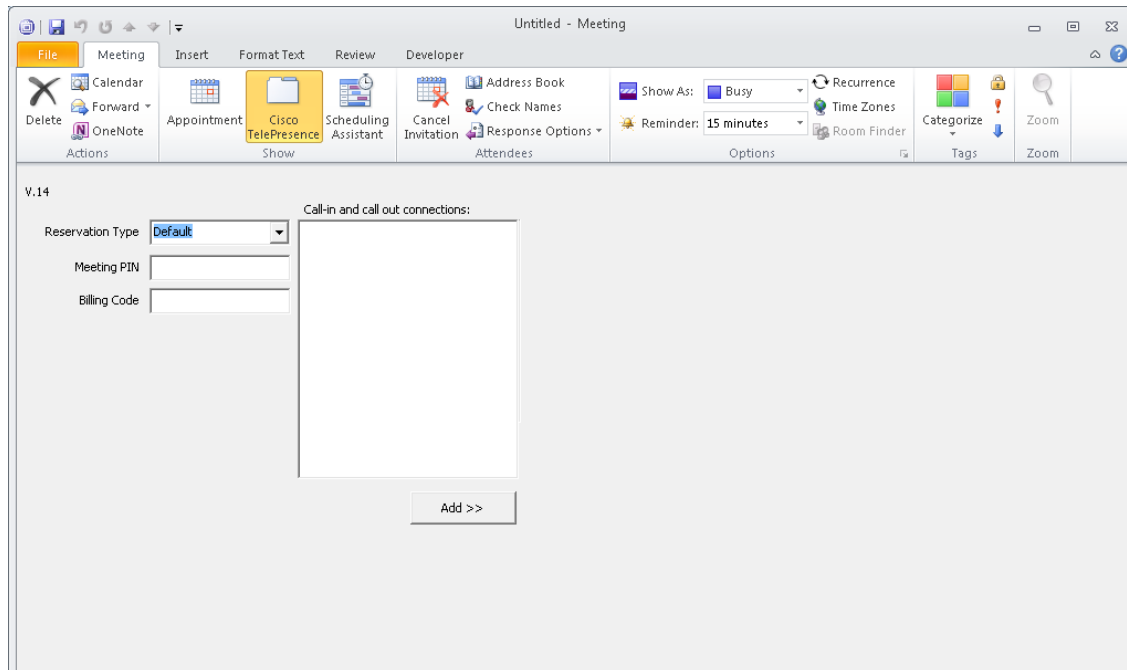 Untitled - Meeting
File Meeting Insert Format Text Review Developer
Delete
Calendar
Forward
OneNote
Actions
Appointment
Cisco TelePresence
Scheduling Assistant
Show
Cancel Invitation
Address Book
Check Names
Response Options
Attendees
Show As: Busy
Reminder: 15 minutes
Recurrence
Time Zones
Room Finder
Options
Categorize
Tags
Zoom
Zoom
V.14
Call-in and call out connections:
Reservation Type Default
Meeting PIN
Billing Code
Add >>